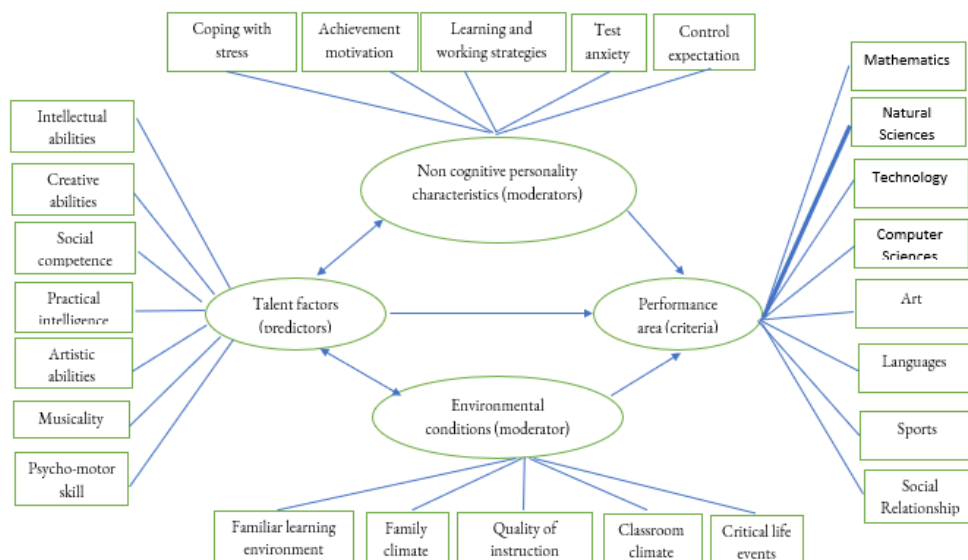 Coping with
stress
Achievement
motivation
Learning and
working strategies
Test
anxiety
Control
expectation
Mathematics
Natural
Sciences
Technology
Computer
Sciences
Art
Languages
Sports
Social
Relationship
Intellectual
abilities
Creative
abilities
Social
competence
Practical
intelligence
Artistic
abilities
Musicality
Psycho-motor
skill
Non cognitive personality
characteristics (moderators)
Talent factors
(predictors)
Performance
area (criteria)
Environmental
conditions (moderator)
Familiar learning
environment
Family
climate
Quality of
instruction
Classroom
climate
Critical life
events